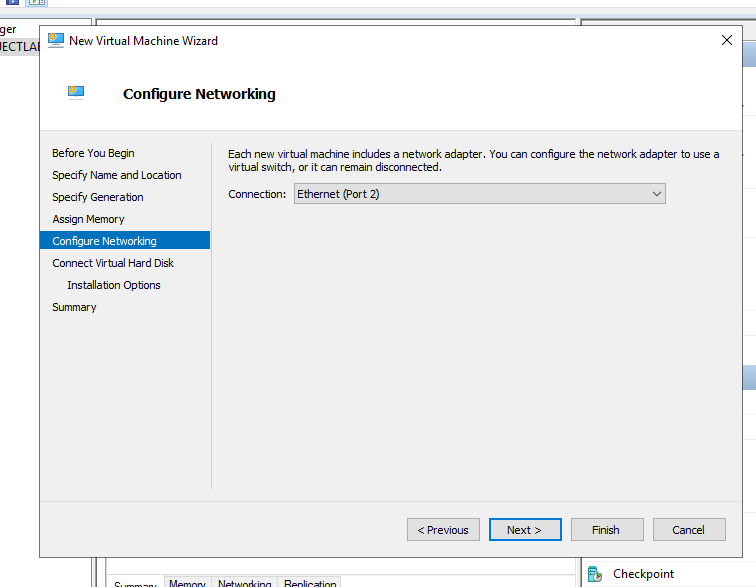 ger
JECTLAB
New Virtual Machine Wizard
Configure Networking
Before You Begin
Specify Name and Location
Specify Generation
Assign Memory
Configure Networking
Connect Virtual Hard Disk
Installation Options
Summary
Each new virtual machine includes a network adapter. You can configure the network adapter to use a
virtual switch, or it can remain disconnected.
Connection: Ethernet (Port 2)
< Previous Next > Finish Cancel
Summary Memory Networking Replication
Checkpoint